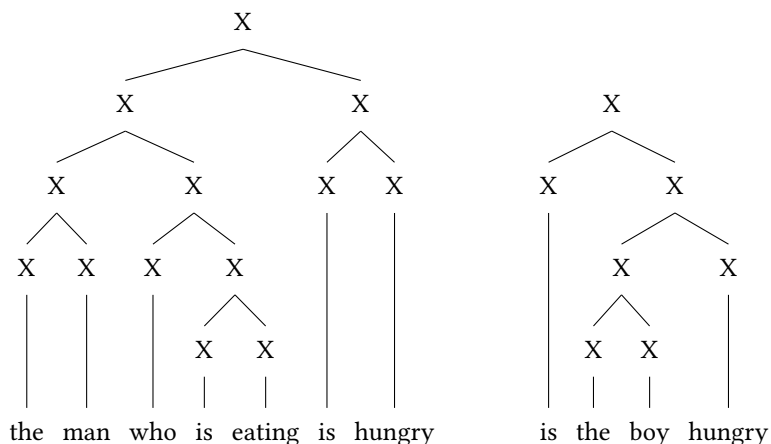 X
X X X
X X X X X X
X X X X X X
X X X X
the man who is eating is hungry is the boy hungry